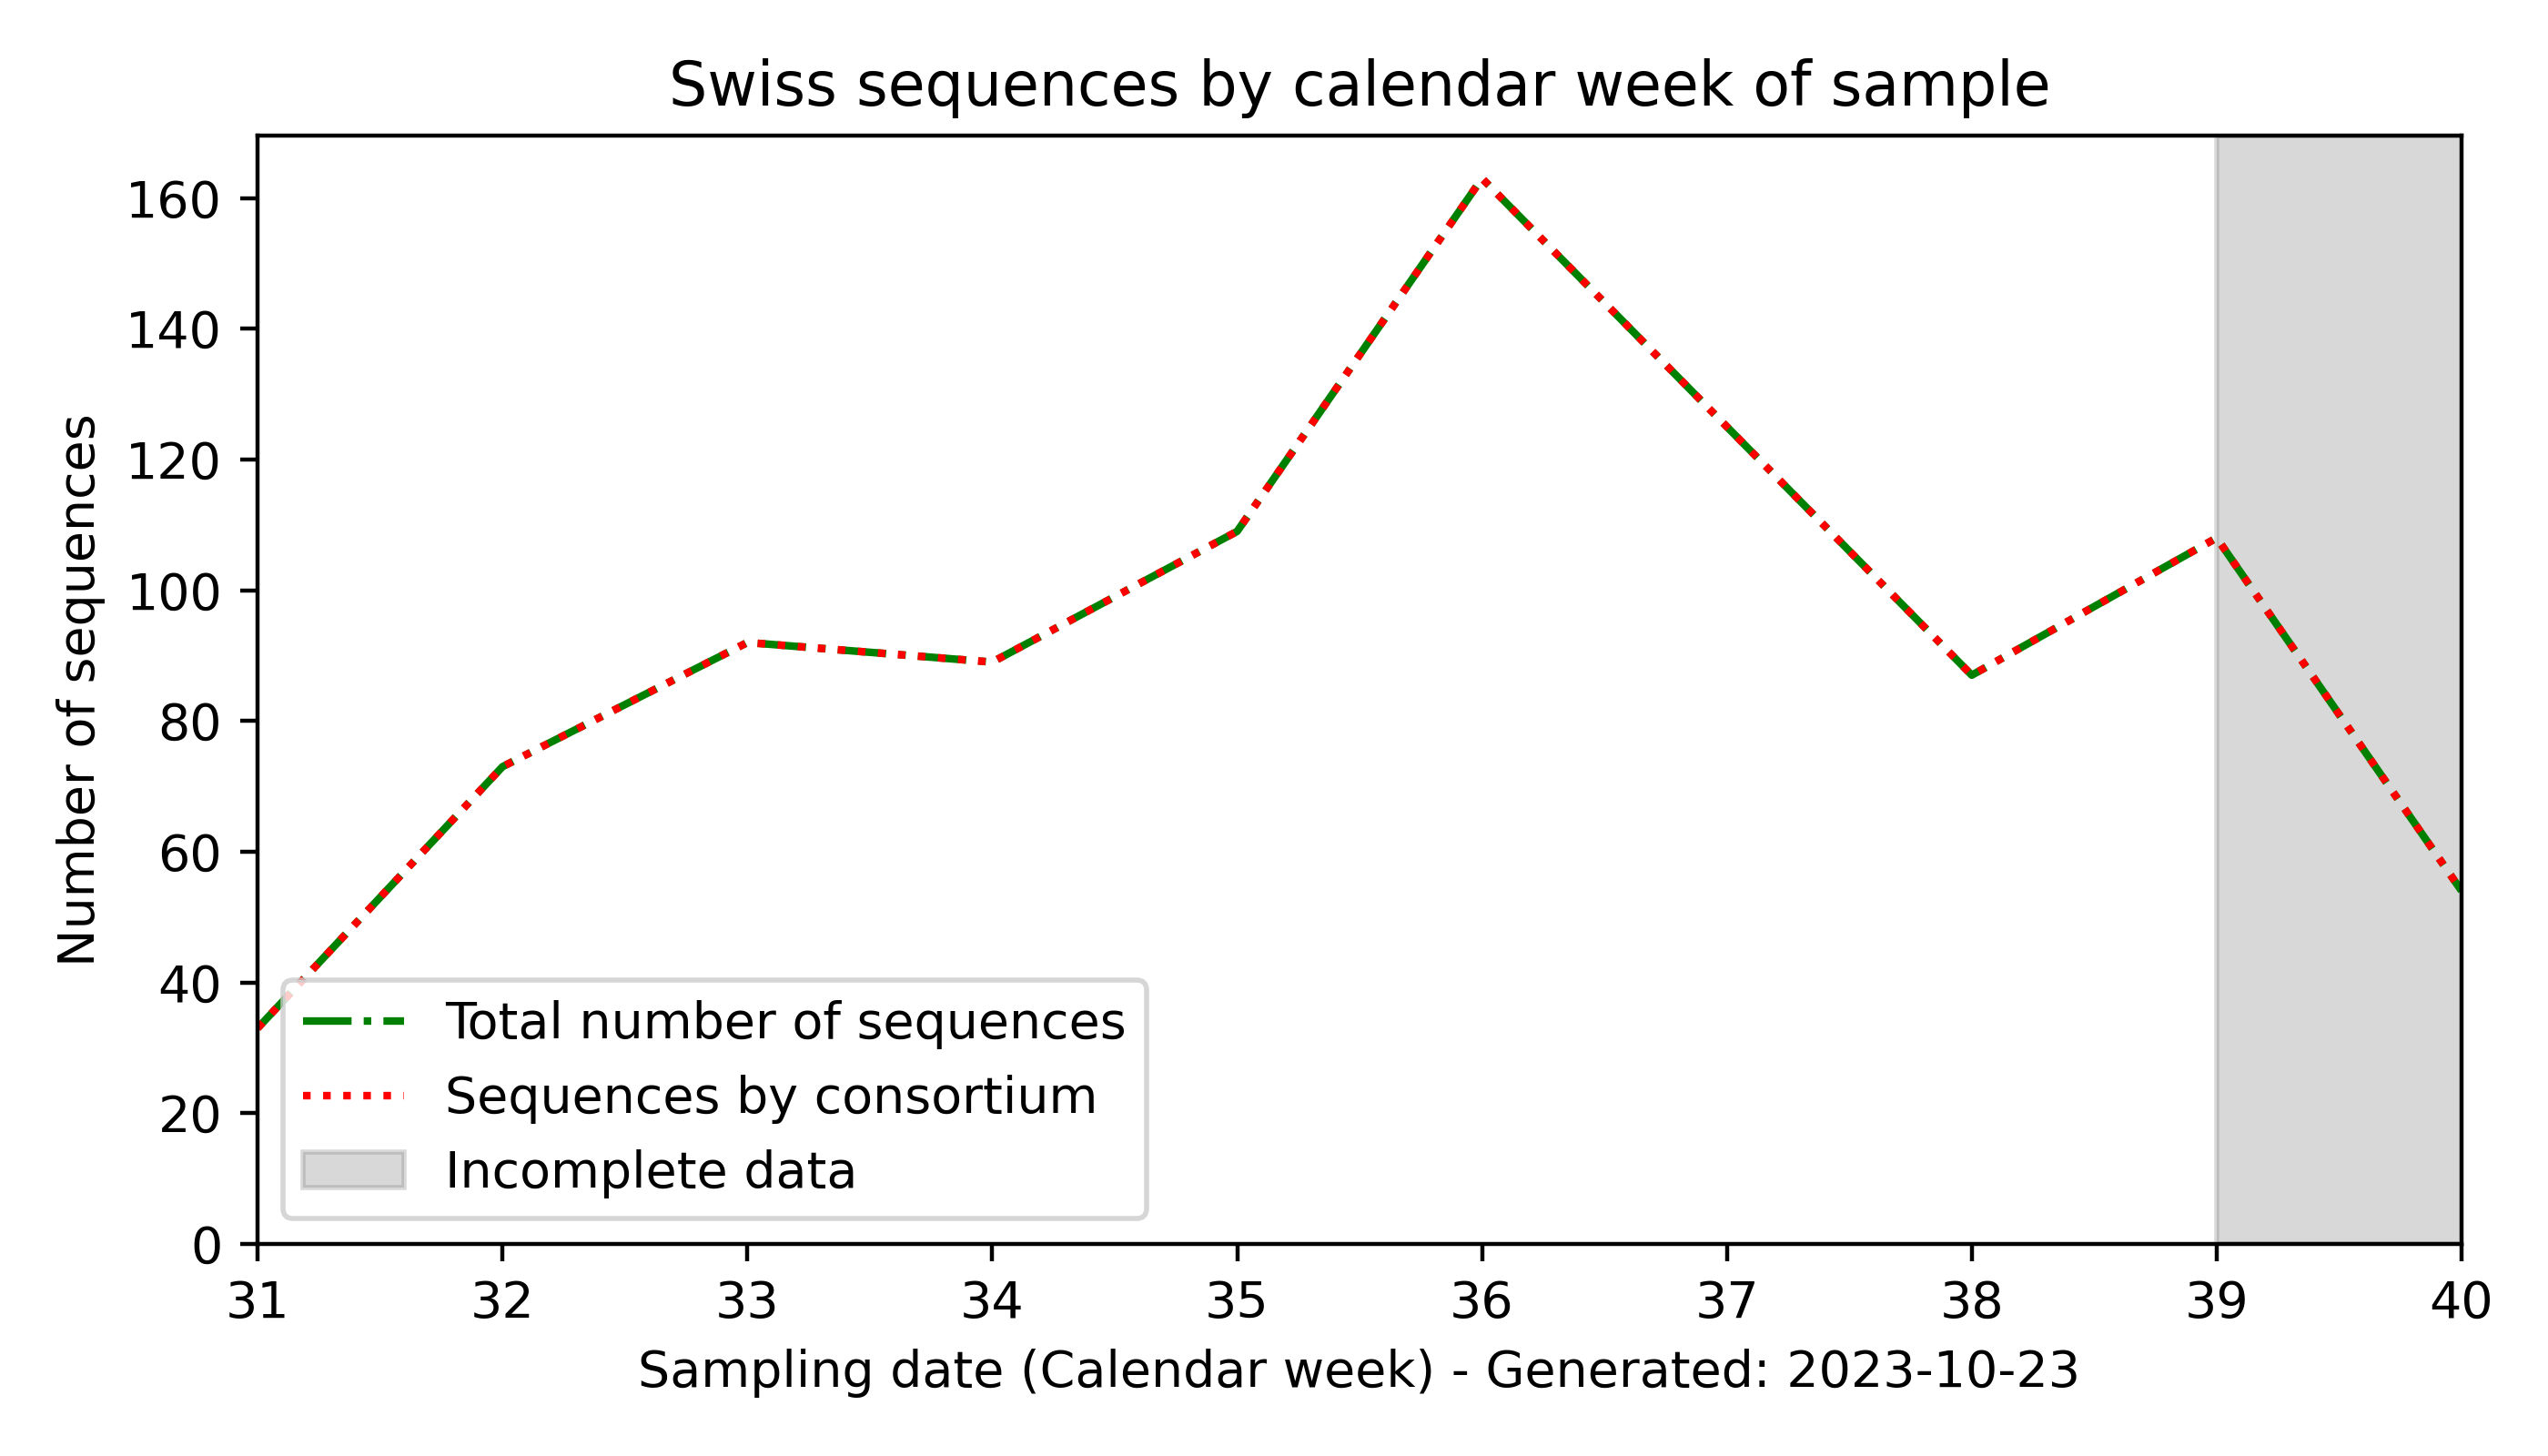 Swiss sequences by calendar week of sample
Number of sequences
160
140
120
100
80
60
40
20
0
Total number of sequences
Sequences by consortium
Incomplete data
31 32 33 34 35 36 37 38 39 40
Sampling date (Calendar week) - Generated: 2023-10-23